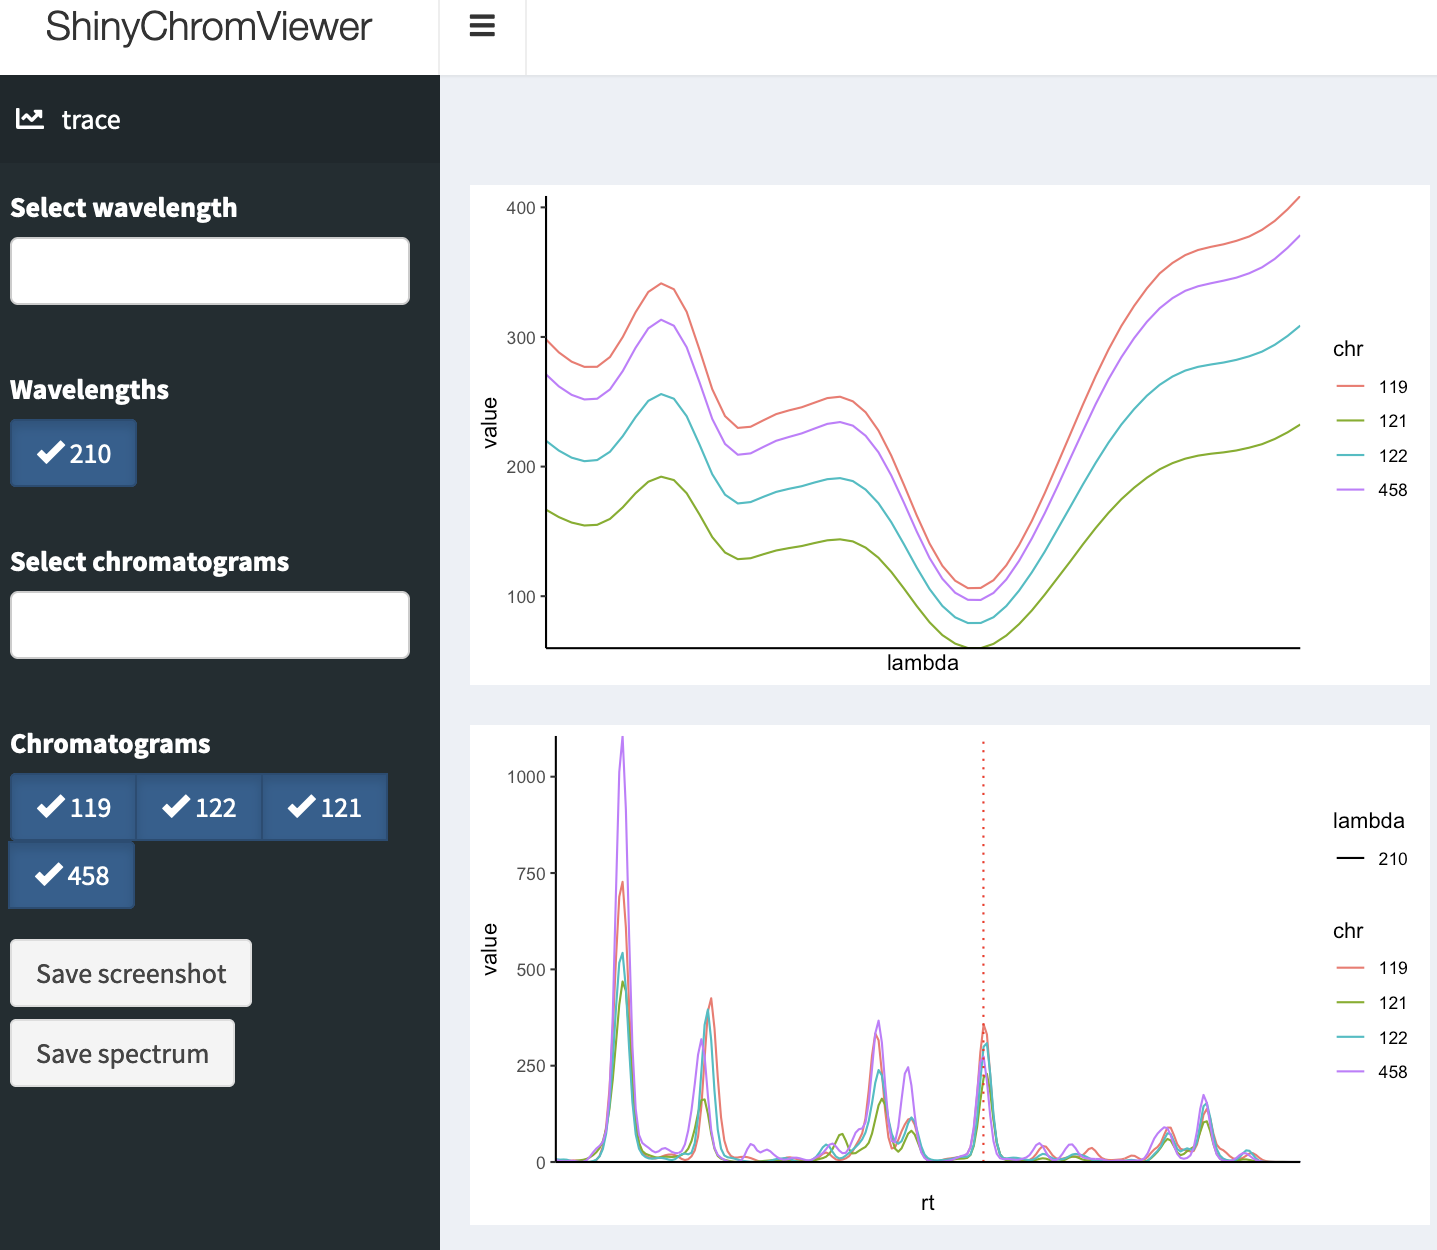 ShinyChromViewer
trace
Select wavelength
Wavelengths
210
Select chromatograms
Chromatograms
119 122 121
458
Save screenshot
Save spectrum
400
300
200
100
value
lambda
chr
119
121
122
458
1000
750
500
250
0
value
rt
lambda
210
chr
119
121
122
458